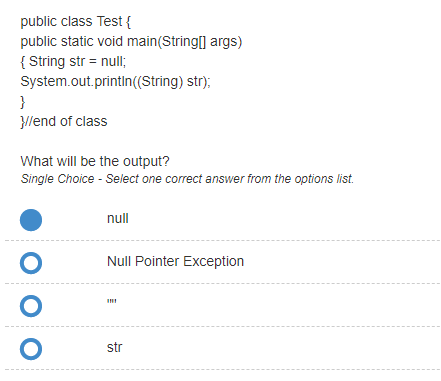 public class Test {
public static void main(String[] args)
{ String str = null;
System.out.println((String) str);
}
}//end of class
What will be the output?
Single Choice - Select one correct answer from the options list.
null
Null Pointer Exception
""
str